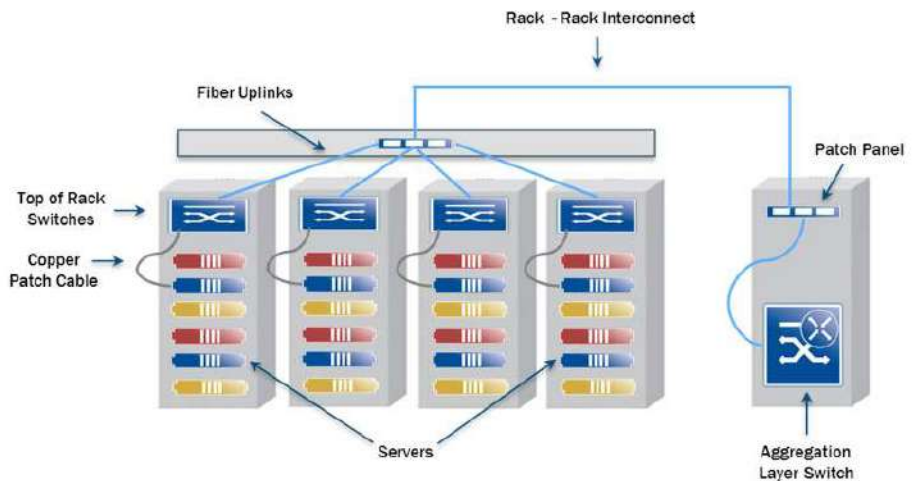 Rack - Rack Interconnect
Fiber Uplinks
Patch Panel
Top of Rack
Switches
Copper
Patch Cable
Servers
Aggregation
Layer Switch